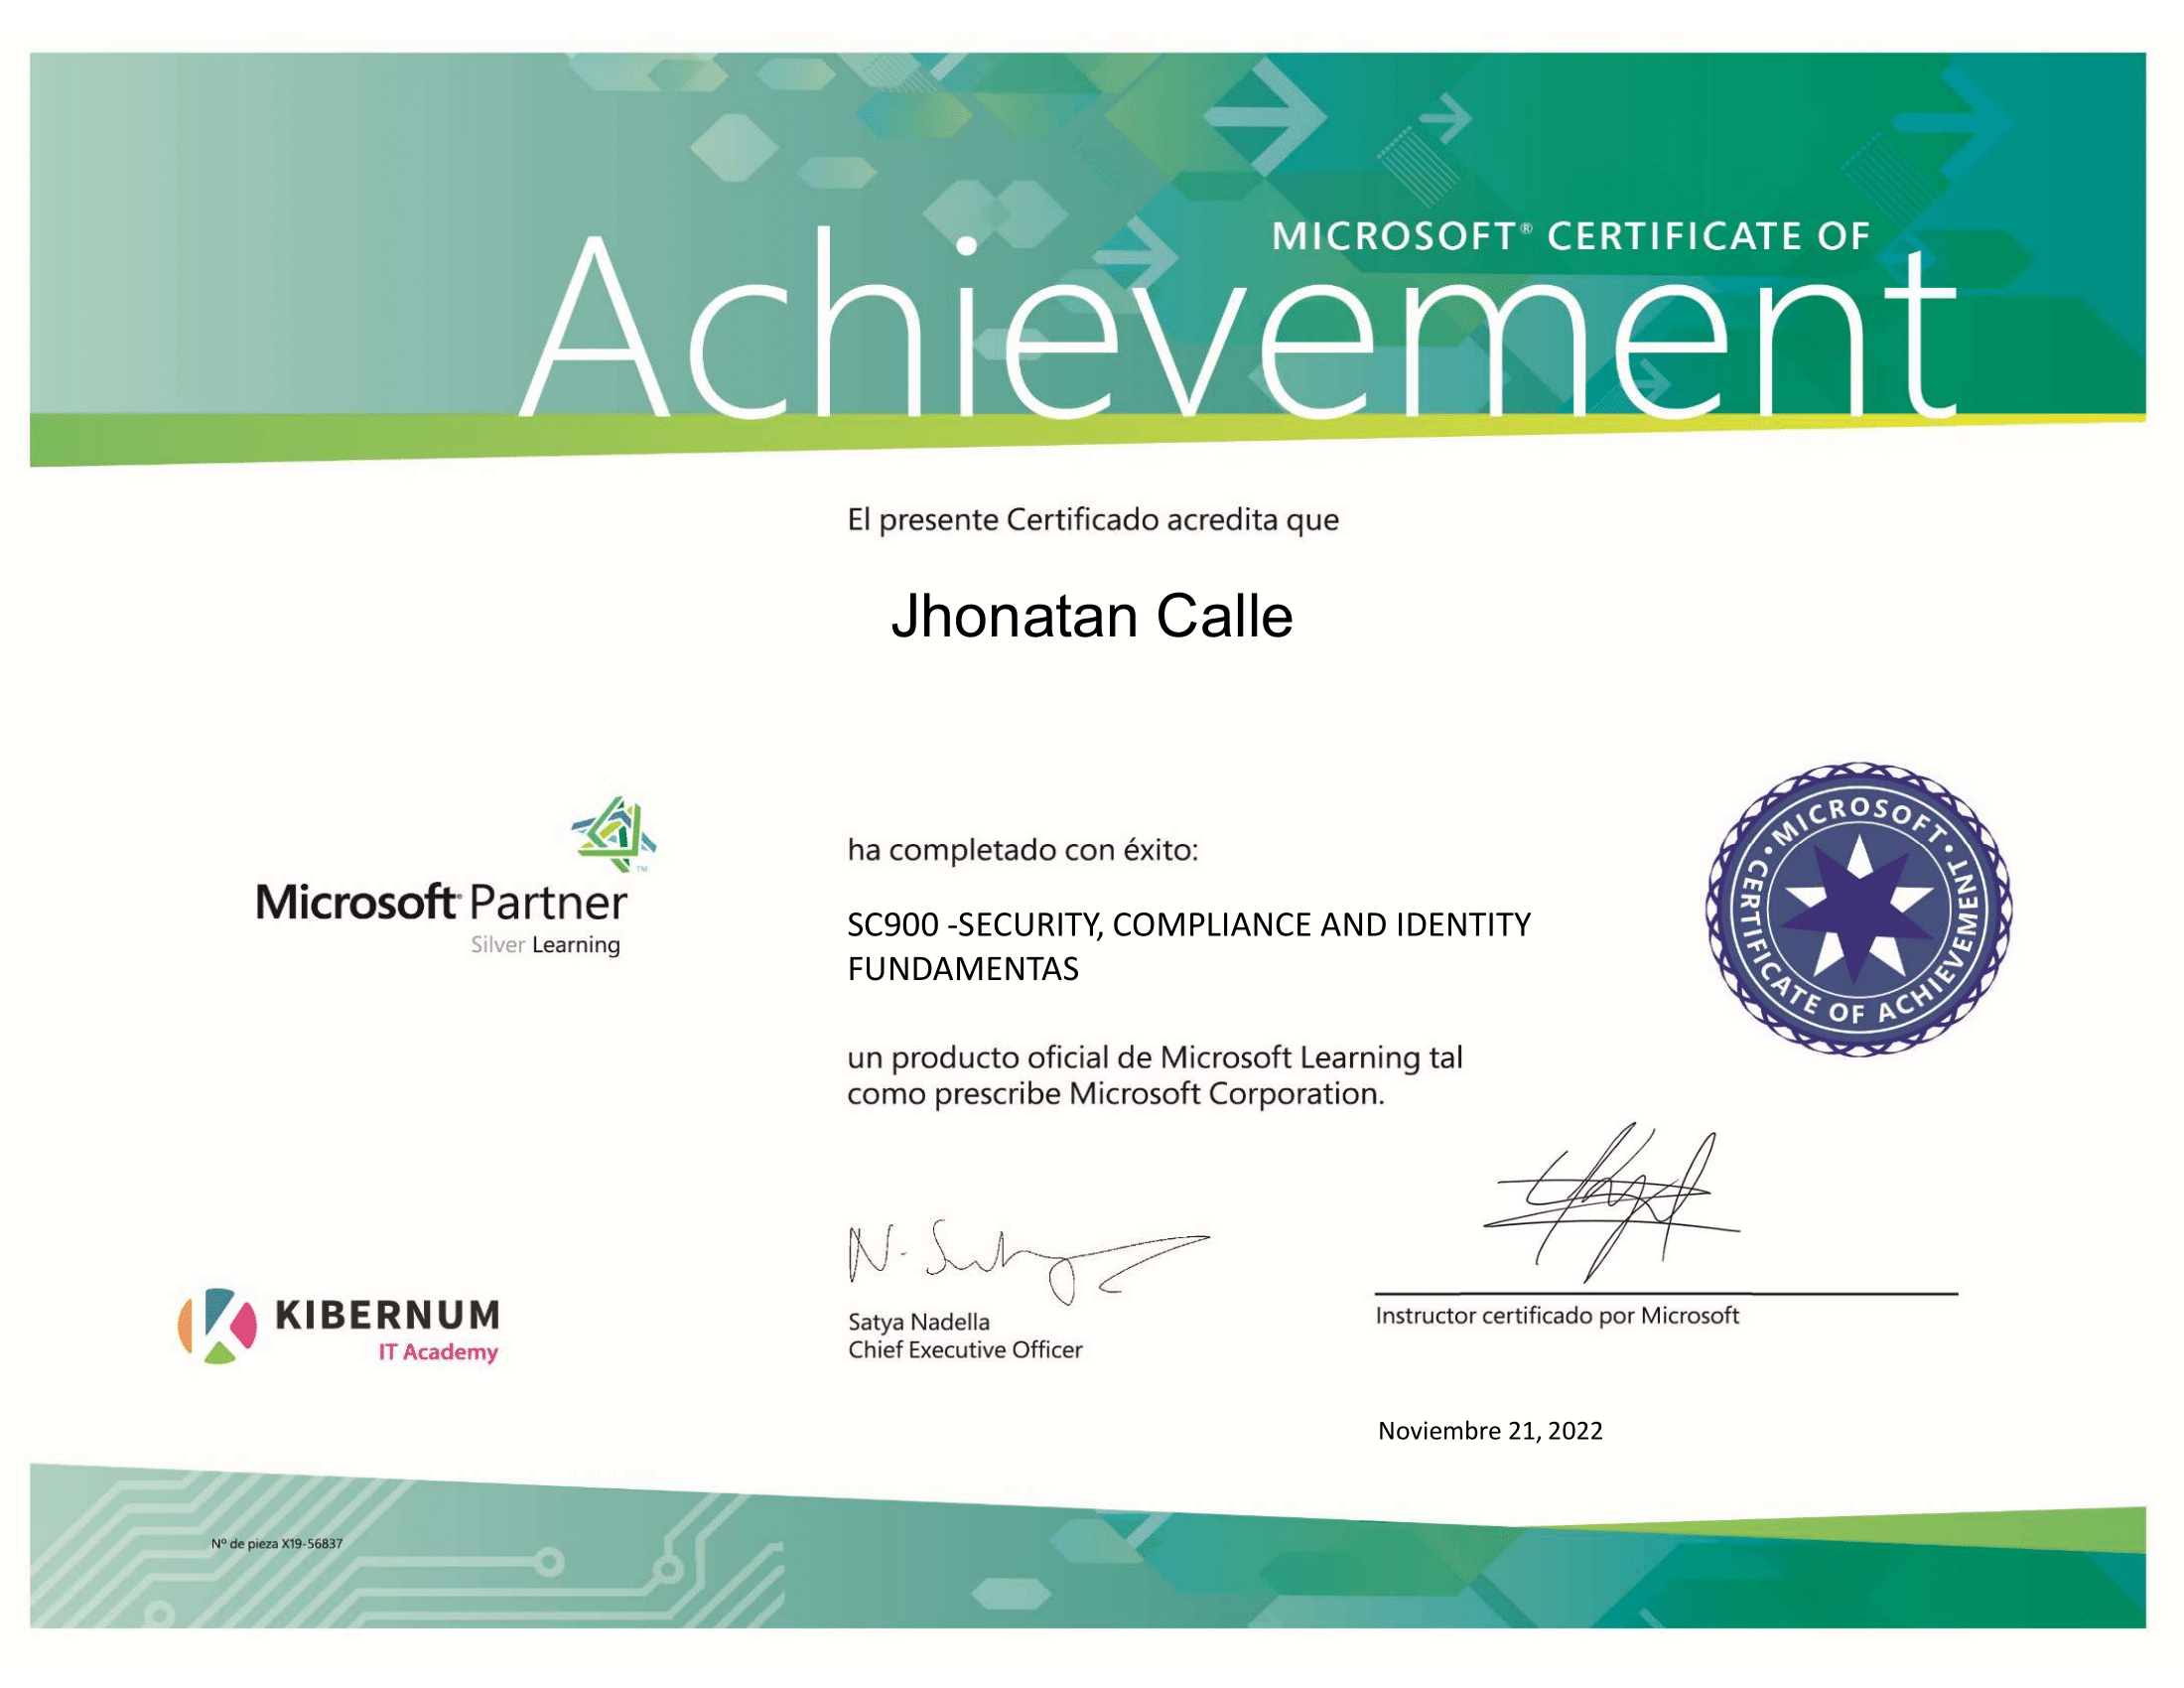 MICROSOFT® CERTIFICATE OF
Achievement
El presente Certificado acredita que
Jhonatan Calle
Microsoft Partner
Silver Learning
ha completado con éxito:
SC900 -SECURITY, COMPLIANCE AND IDENTITY
FUNDAMENTAS
un producto oficial de Microsoft Learning tal
como prescribe Microsoft Corporation.
MICROSOFT • CERTIFICATE OF ACHIEVEMENT •
KIBERNUM
IT Academy
Satya Nadella
Chief Executive Officer
Instructor certificado por Microsoft
Noviembre 21, 2022
Nº de pieza X19-56837